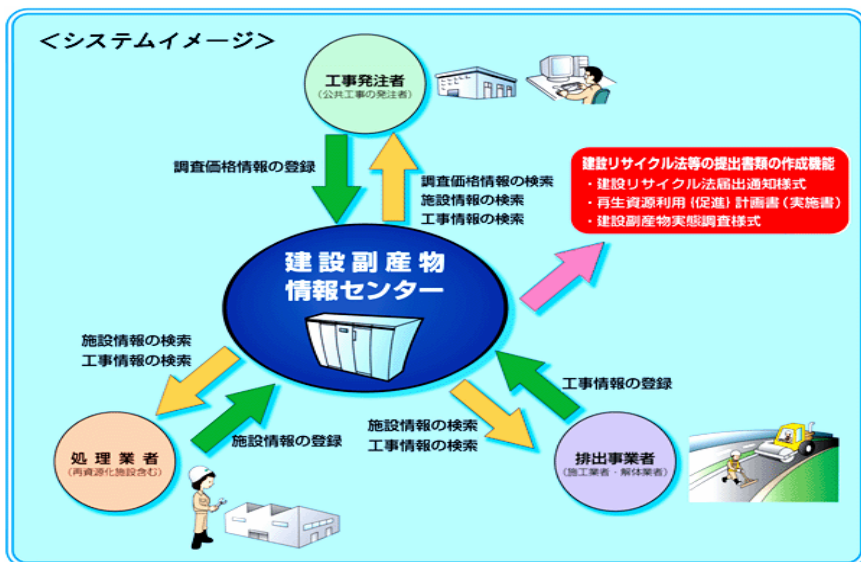 ＜システムイメージ＞
工事発注者
（公共工事の発注者）
調査価格情報の登録
調査価格情報の検索
施設情報の検索
工事情報の検索
建設リサイクル法等の提出書類の作成機能
・建設リサイクル法届出通知様式
・再生資源利用{促進}計画書（実施書）
・建設副産物実態調査様式
建設副産物
情報センター
施設情報の検索
工事情報の検索
施設情報の登録
施設情報の検索
工事情報の検索
工事情報の登録
処理業者
（再資源化施設含む）
排出事業者
（施工業者・解体業者）